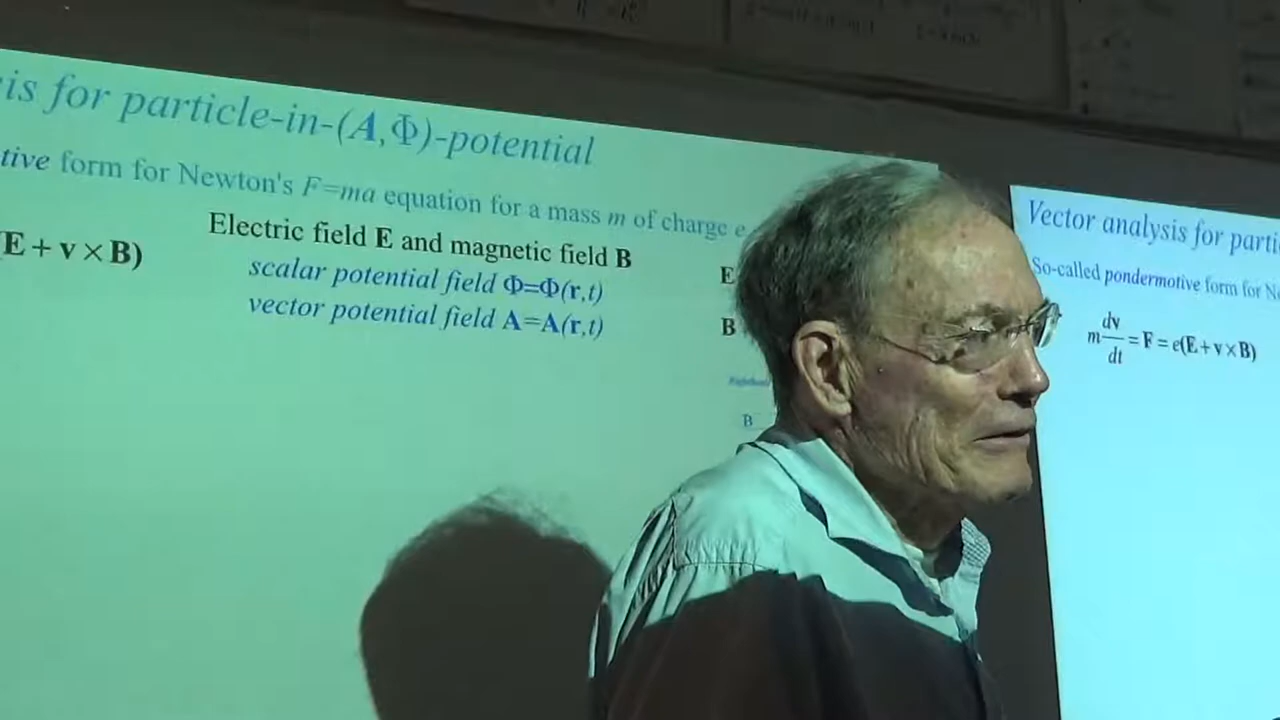 is for particle-in-(A,Φ)-potential
tive form for Newton's F=ma equation for a mass m of charge e
(E + v × B)
Electric field E and magnetic field B
scalar potential field Φ=Φ(r,t)
vector potential field A=A(r,t)
E
B
B
Vector analysis for parti
So-called pondermotive form for Ne
m dv/dt = F = e(E + v × B)